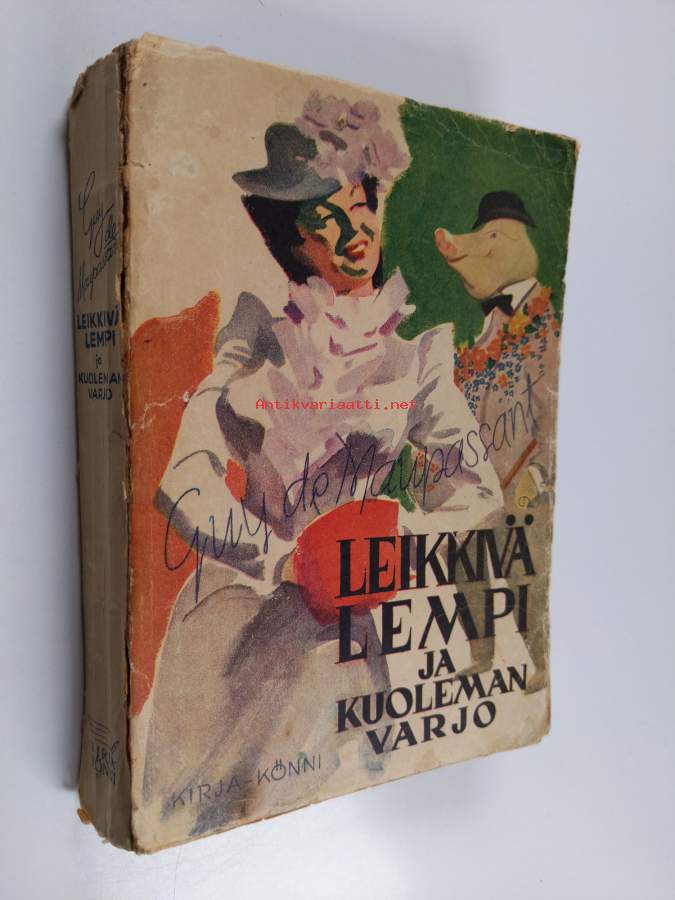 Guy de
Maupassant
LEIKKIVÄ
LEMPI
ja
KUOLEMAN
VARJO
Antikvariaatti.net
Guy de Maupassant
LEIKKIVÄ
LEMPI
JA
KUOLEMAN
VARJO
KIRJA-KÖNNI